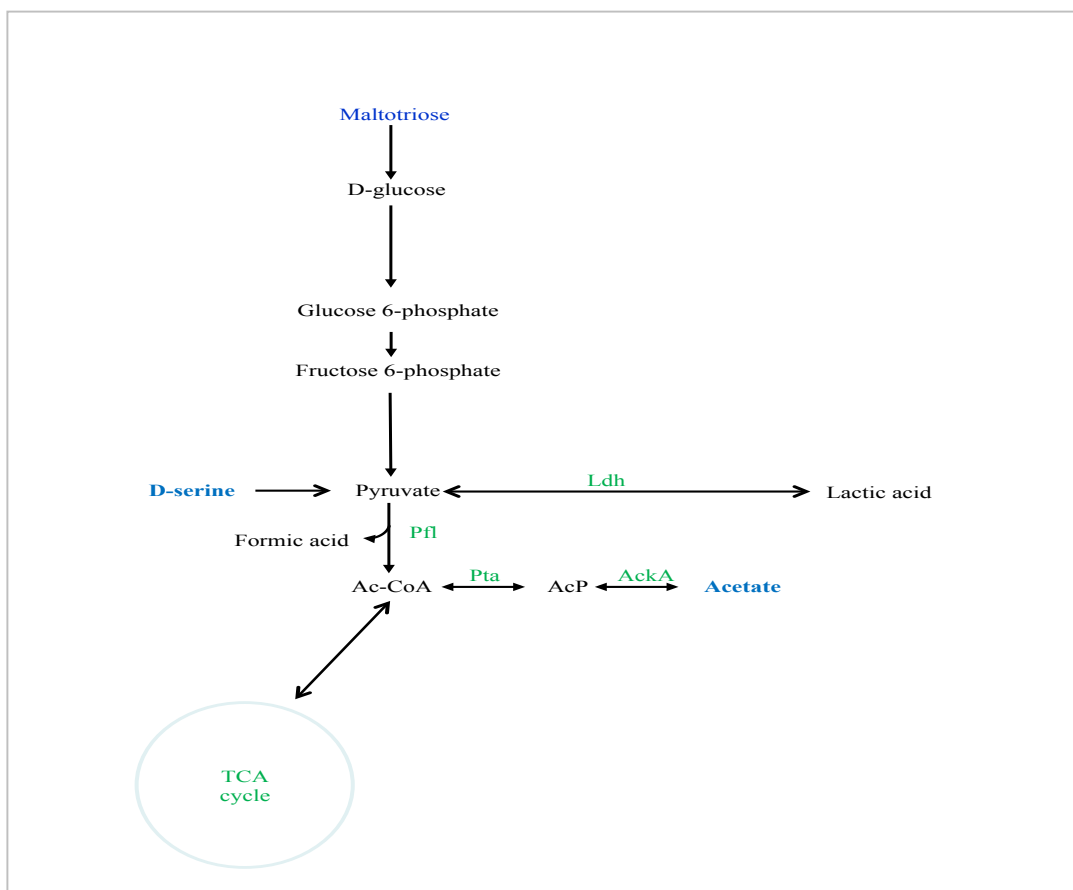 Maltotriose
D-glucose
Glucose 6-phosphate
Fructose 6-phosphate
Ldh
D-serine
Pyruvate
Lactic acid
Formic acid
Pfl
Ac-CoA
Pta
AcP
AckA
Acetate
TCA
cycle